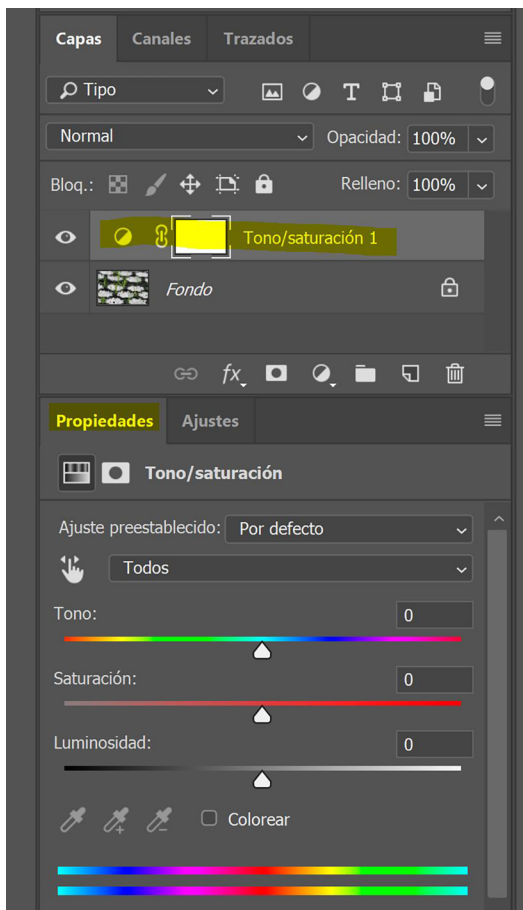 Capas Canales Trazados
Tipo
Normal Opacidad: 100%
Bloq.: Relleno: 100%
Tono/saturación 1
Fondo
fx
Propiedades Ajustes
Tono/saturación
Ajuste preestablecido: Por defecto
Todos
Tono: 0
Saturación: 0
Luminosidad: 0
Colorear